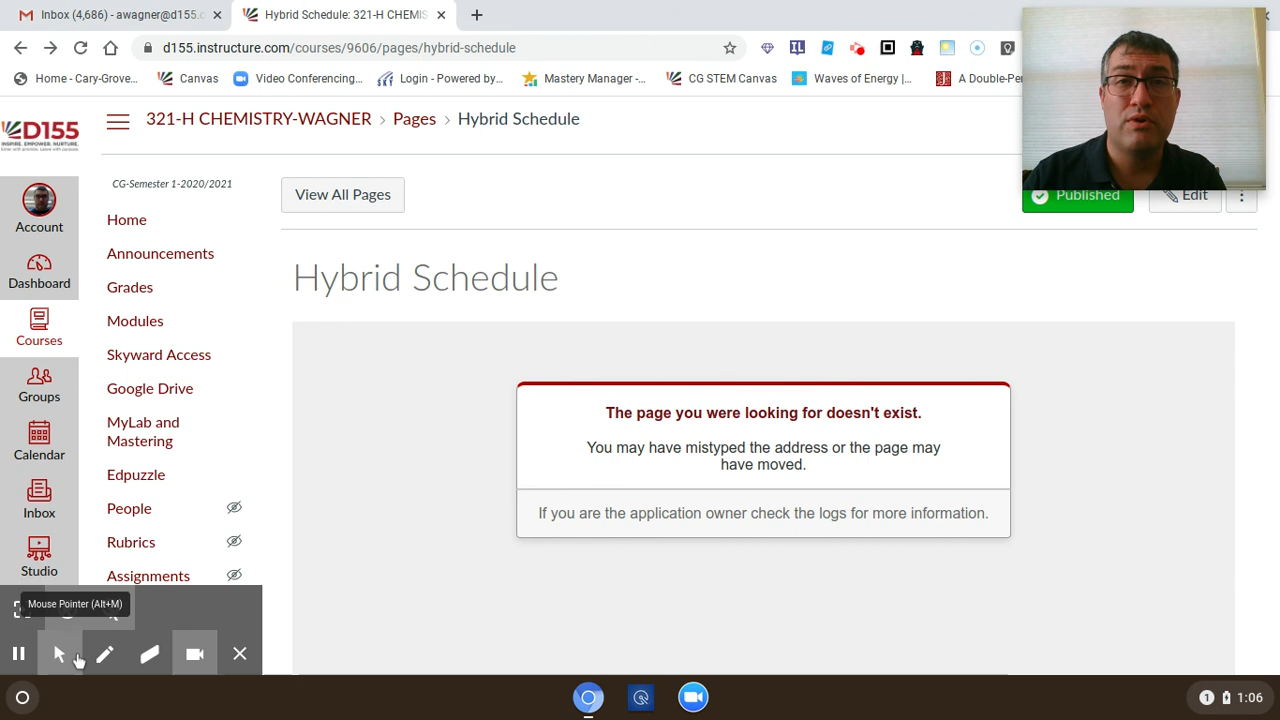 Inbox (4,686) - awagner@d155.c
Hybrid Schedule: 321-H CHEMIS
d155.instructure.com/courses/9606/pages/hybrid-schedule
Home - Cary-Grove...
Canvas
Video Conferencing...
Login - Powered by...
Mastery Manager -...
CG STEM Canvas
Waves of Energy |...
A Double-Pe
D155
INSPIRE. EMPOWER. NURTURE.
321-H CHEMISTRY-WAGNER > Pages > Hybrid Schedule
CG-Semester 1-2020/2021
View All Pages
Published
Edit
Account
Dashboard
Courses
Groups
Calendar
Inbox
Studio
Home
Announcements
Grades
Modules
Skyward Access
Google Drive
MyLab and
Mastering
Edpuzzle
People
Rubrics
Assignments
Hybrid Schedule
The page you were looking for doesn't exist.
You may have mistyped the address or the page may
have moved.
If you are the application owner check the logs for more information.
Mouse Pointer (Alt+M)
1
1:06